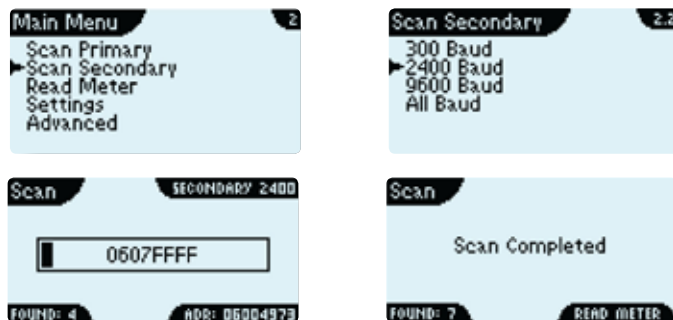 Main Menu 2
Scan Primary
Scan Secondary
Read Meter
Settings
Advanced
Scan Secondary 2.2
300 Baud
2400 Baud
9600 Baud
All Baud
Scan SECONDARY 2400
0607FFFF
FOUND: 4 ADR: 06004973
Scan
Scan Completed
FOUND: 7 READ METER